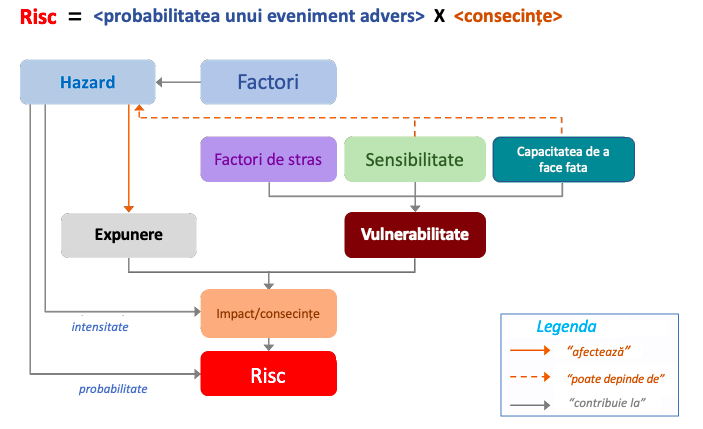 Risc = <probabilitatea unui eveniment advers> X <consecințe>
Hazard
Factori
Factori de stras
Sensibilitate
Capacitatea de a
face fata
Expunere
Vulnerabilitate
Impact/consecințe
intensitate
Risc
probabilitate
Legenda
“afectează”
“poate depinde de”
“contribuie la”